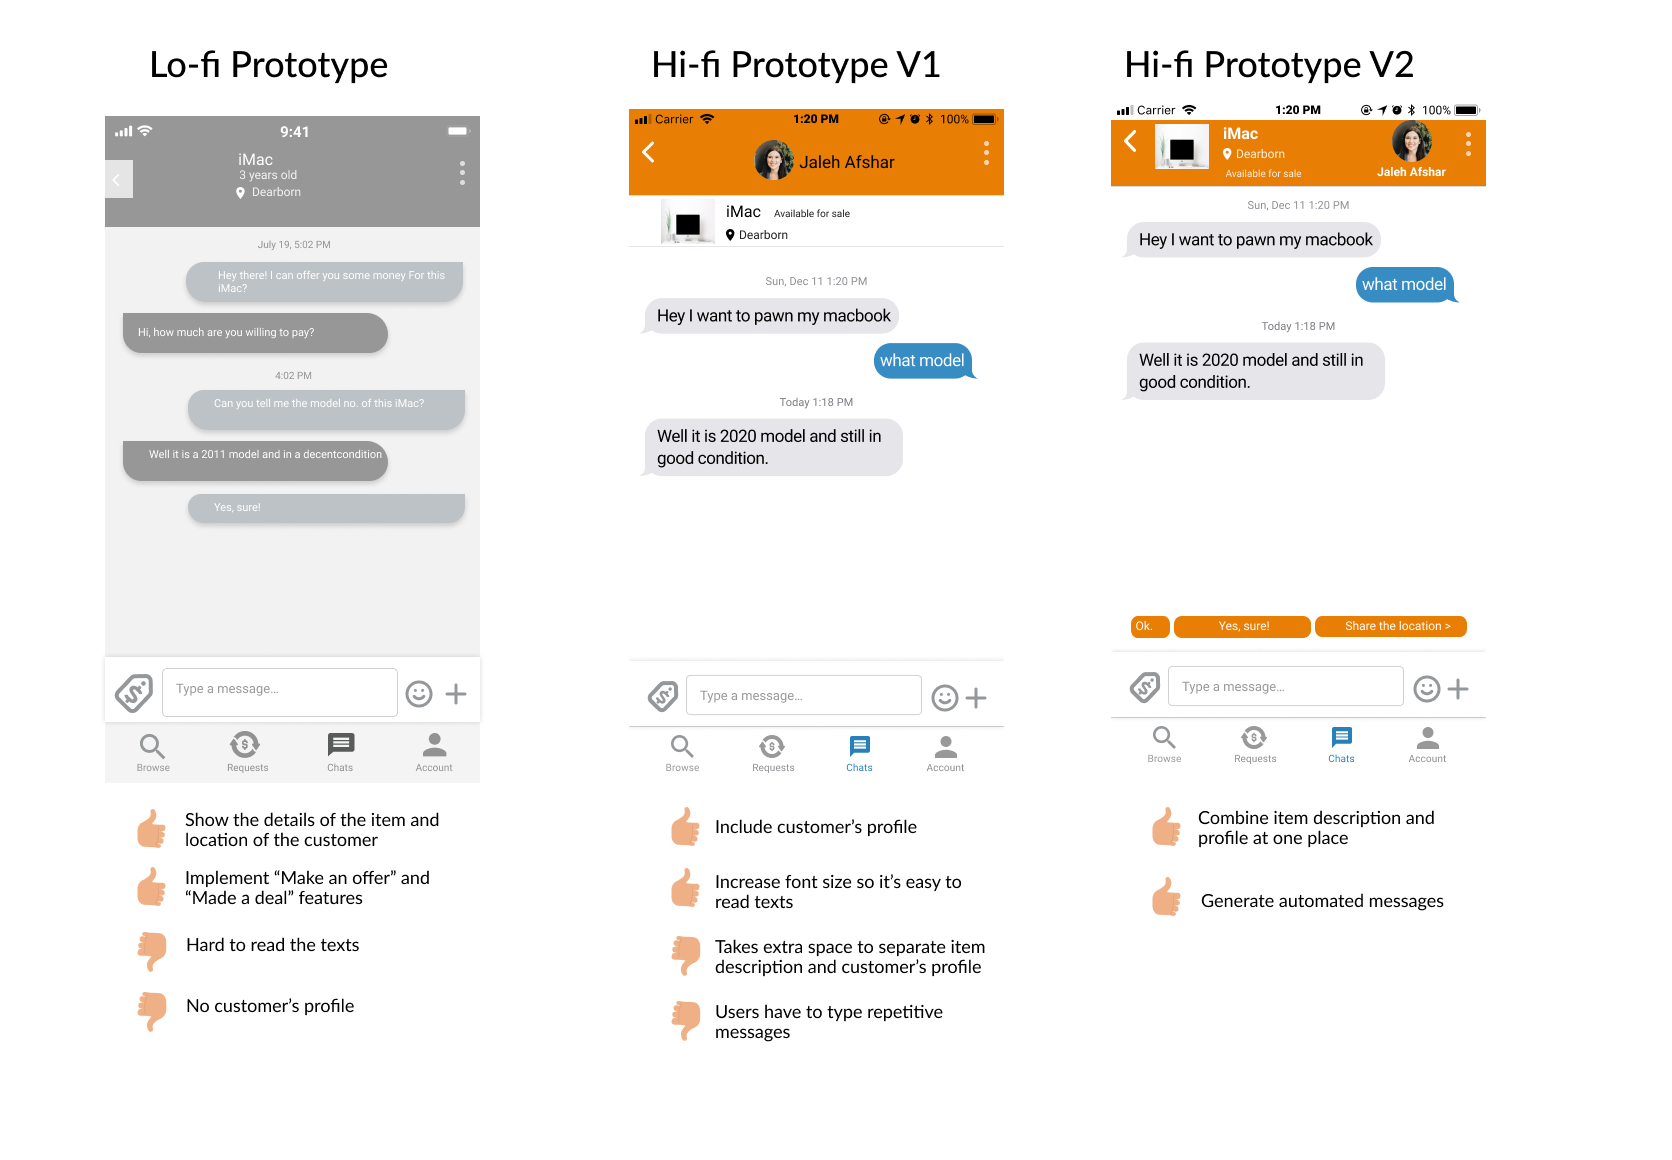 Lo-fi Prototype
9:41
iMac
3 years old
Dearborn
July 19, 5:02 PM
Hey there! I can offer you some money For this
iMac?
Hi, how much are you willing to pay?
4:02 PM
Can you tell me the model no. of this iMac?
Well it is a 2011 model and in a decentcondition
Yes, sure!
Type a message...
Browse
Requests
Chats
Account
Show the details of the item and
location of the customer
Implement “Make an offer” and
“Made a deal” features
Hard to read the texts
No customer’s profile
Hi-fi Prototype V1
Carrier 1:20 PM 100%
Jaleh Afshar
iMac Available for sale
Dearborn
Sun, Dec 11 1:20 PM
Hey I want to pawn my macbook
what model
Today 1:18 PM
Well it is 2020 model and still in
good condition.
Type a message...
Browse
Requests
Chats
Account
Include customer’s profile
Increase font size so it’s easy to
read texts
Takes extra space to separate item
description and customer’s profile
Users have to type repetitive
messages
Hi-fi Prototype V2
Carrier 1:20 PM 100%
iMac
Dearborn
Available for sale
Jaleh Afshar
Sun, Dec 11 1:20 PM
Hey I want to pawn my macbook
what model
Today 1:18 PM
Well it is 2020 model and still in
good condition.
Ok.
Yes, sure!
Share the location >
Type a message...
Browse
Requests
Chats
Account
Combine item description and
profile at one place
Generate automated messages